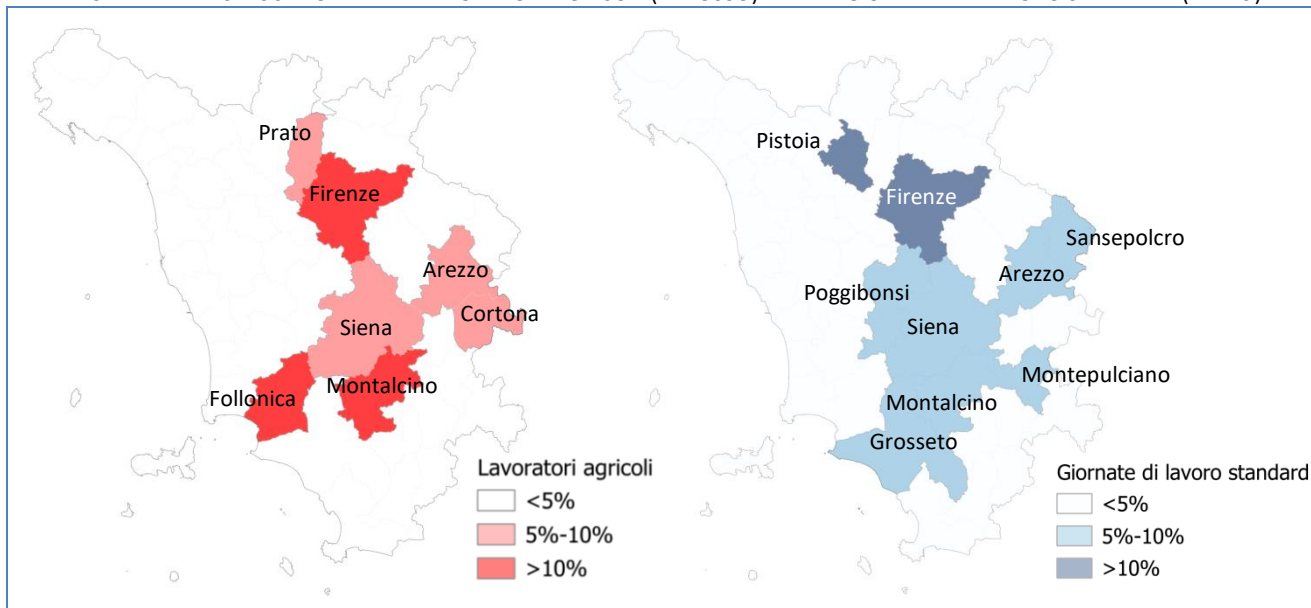 Prato
Firenze
Arezzo
Cortona
Siena
Follonica
Montalcino
Lavoratori agricoli
<5%
5%-10%
>10%
Pistoia
Firenze
Sansepolcro
Arezzo
Poggibonsi
Siena
Montepulciano
Montalcino
Grosseto
Giornate di lavoro standard
<5%
5%-10%
>10%